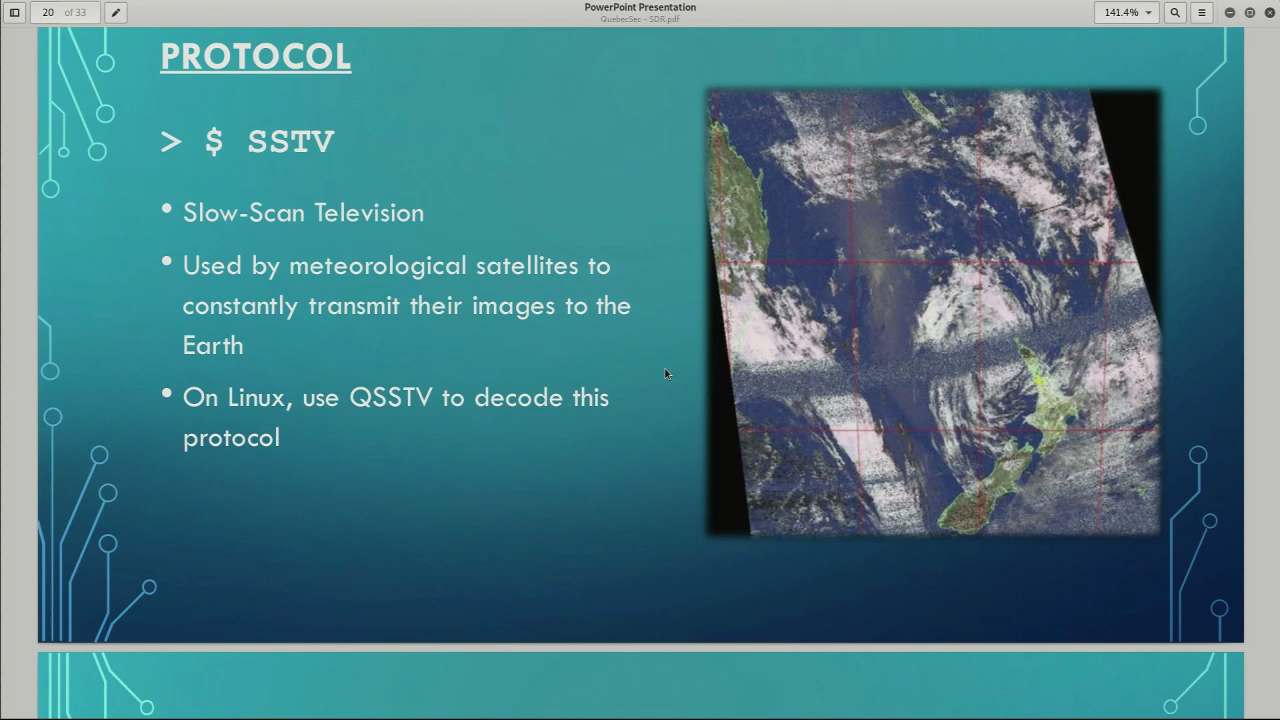 PowerPoint Presentation
QuebecSec - SDR.pdf
20 of 33
141.4%
PROTOCOL
> $ SSTV
• Slow-Scan Television
• Used by meteorological satellites to
constantly transmit their images to the
Earth
• On Linux, use QSSTV to decode this
protocol